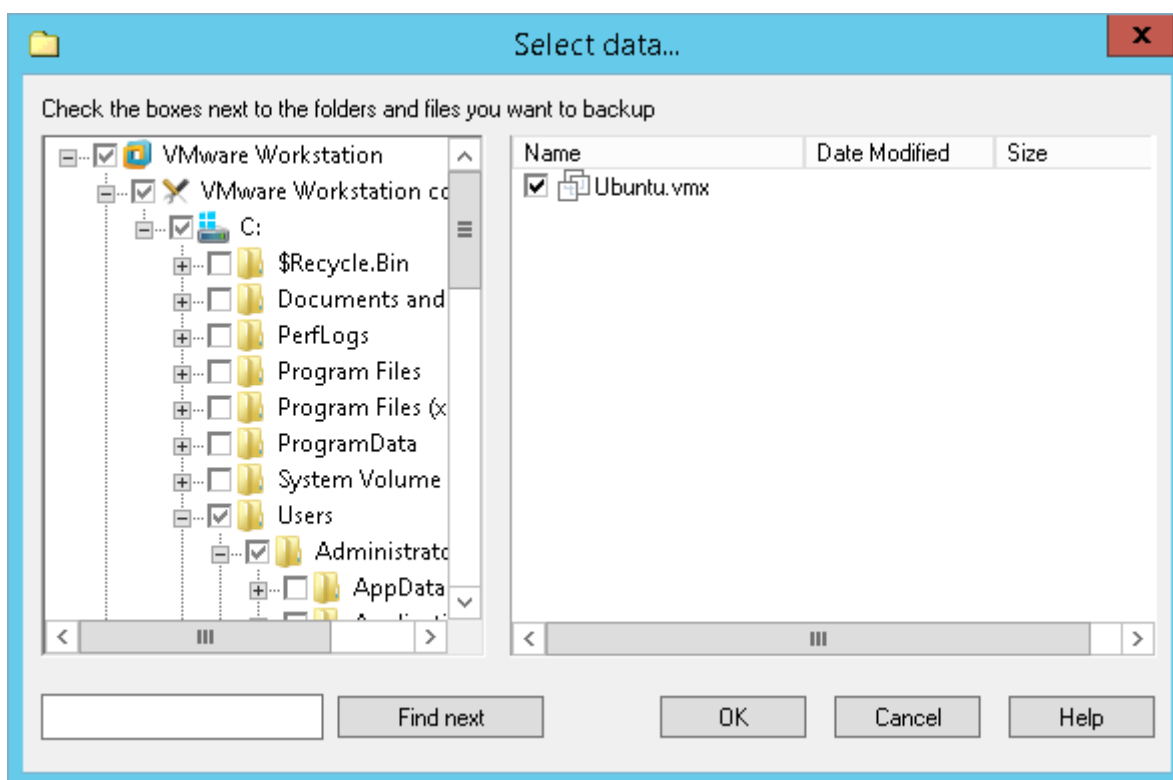 Select data...
Check the boxes next to the folders and files you want to backup
VMware Workstation
VMware Workstation co
C:
$Recycle.Bin
Documents and
PerfLogs
Program Files
Program Files (x
ProgramData
System Volume
Users
Administrato
AppData
Name Date Modified Size
Ubuntu.vmx
Find next OK Cancel Help